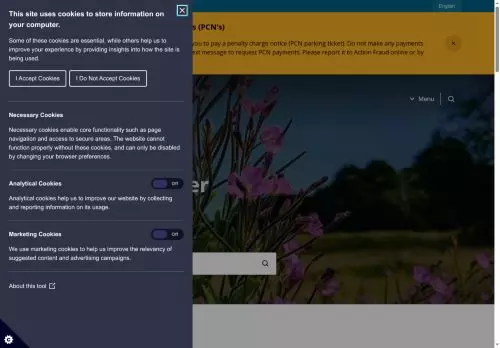 This site uses cookies to store information on your computer.
English
s (PCN's)
Some of these cookies are essential, while others help us to improve your experience by providing insights into how the site is being used.
you to pay a penalty charge notice (PCN parking ticket). Do not make any payments
ext message to request PCN payments. Please report it to Action Fraud online or by
I Accept Cookies
I Do Not Accept Cookies
Menu
Necessary Cookies
Necessary cookies enable core functionality such as page navigation and access to secure areas. The website cannot function properly without these cookies, and can only be disabled by changing your browser preferences.
Analytical Cookies
Off
er
Analytical cookies help us to improve our website by collecting and reporting information on its usage.
Marketing Cookies
Off
We use marketing cookies to help us improve the relevency of suggested content and advertising campaigns.
About this tool